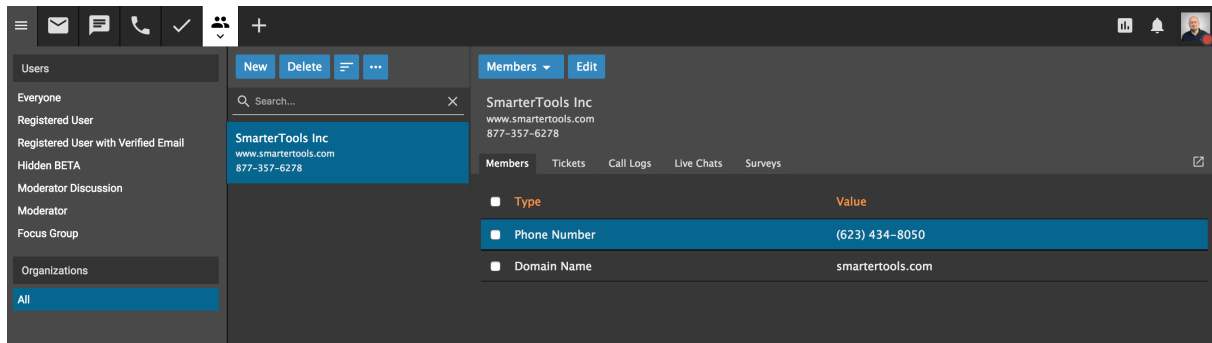 Users
Everyone
Registered User
Registered User with Verified Email
Hidden BETA
Moderator Discussion
Moderator
Focus Group
Organizations
All
New Delete
Search...
SmarterTools Inc
www.smartertools.com
877-357-6278
Members Edit
SmarterTools Inc
www.smartertools.com
877-357-6278
Members Tickets Call Logs Live Chats Surveys
Type Value
Phone Number (623) 434-8050
Domain Name smartertools.com